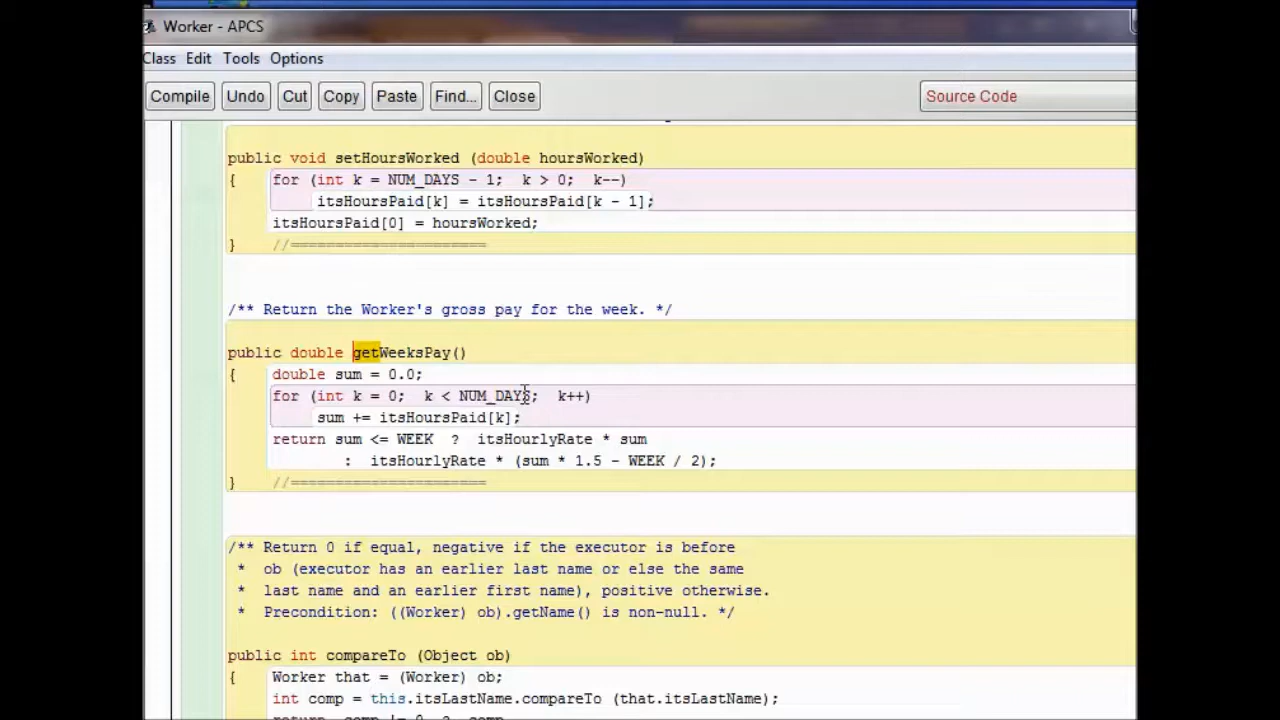 Worker - APCS
Class Edit Tools Options
Compile Undo Cut Copy Paste Find... Close Source Code
public void setHoursWorked (double hoursWorked)
{ for (int k = NUM_DAYS - 1; k > 0; k--)
itsHoursPaid[k] = itsHoursPaid[k - 1];
itsHoursPaid[0] = hoursWorked;
} //======================
/** Return the Worker's gross pay for the week. */
public double getWeeksPay()
{ double sum = 0.0;
for (int k = 0; k < NUM_DAYS; k++)
sum += itsHoursPaid[k];
return sum <= WEEK ? itsHourlyRate * sum
: itsHourlyRate * (sum * 1.5 - WEEK / 2);
} //======================
/** Return 0 if equal, negative if the executor is before
* ob (executor has an earlier last name or else the same
* last name and an earlier first name), positive otherwise.
* Precondition: ((Worker) ob).getName() is non-null. */
public int compareTo (Object ob)
{ Worker that = (Worker) ob;
int comp = this.itsLastName.compareTo (that.itsLastName);
return comp != 0 ? comp